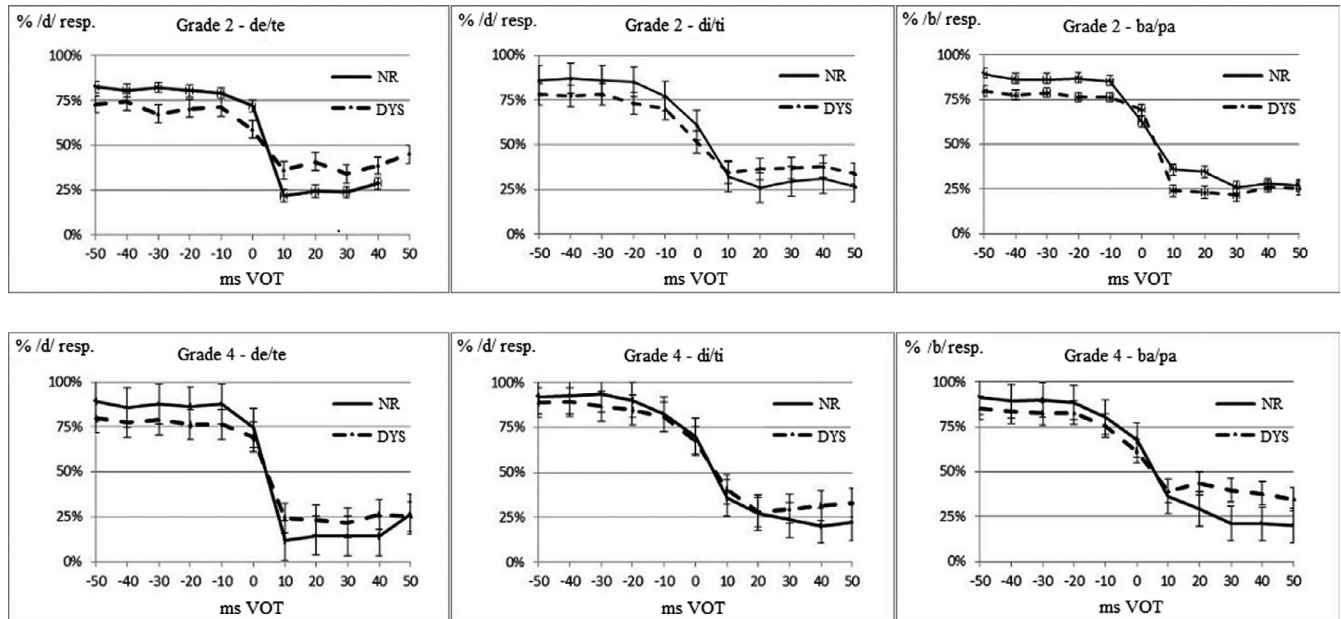 % /d/ resp.
Grade 2 - de/te
100%
75%
50%
25%
0%
NR
DYS
-50 -40 -30 -20 -10 0 10 20 30 40 50
ms VOT
% /d/ resp.
Grade 2 - di/ti
100%
75%
50%
25%
0%
NR
DYS
-50 -40 -30 -20 -10 0 10 20 30 40 50
ms VOT
% /b/ resp.
Grade 2 - ba/pa
100%
75%
50%
25%
0%
NR
DYS
-50 -40 -30 -20 -10 0 10 20 30 40 50
ms VOT
% /d/ resp.
Grade 4 - de/te
100%
75%
50%
25%
0%
NR
DYS
-50 -40 -30 -20 -10 0 10 20 30 40 50
ms VOT
% /d/ resp.
Grade 4 - di/ti
100%
75%
50%
25%
0%
NR
DYS
-50 -40 -30 -20 -10 0 10 20 30 40 50
ms VOT
% /b/ resp.
Grade 4 - ba/pa
100%
75%
50%
25%
0%
NR
DYS
-50 -40 -30 -20 -10 0 10 20 30 40 50
ms VOT